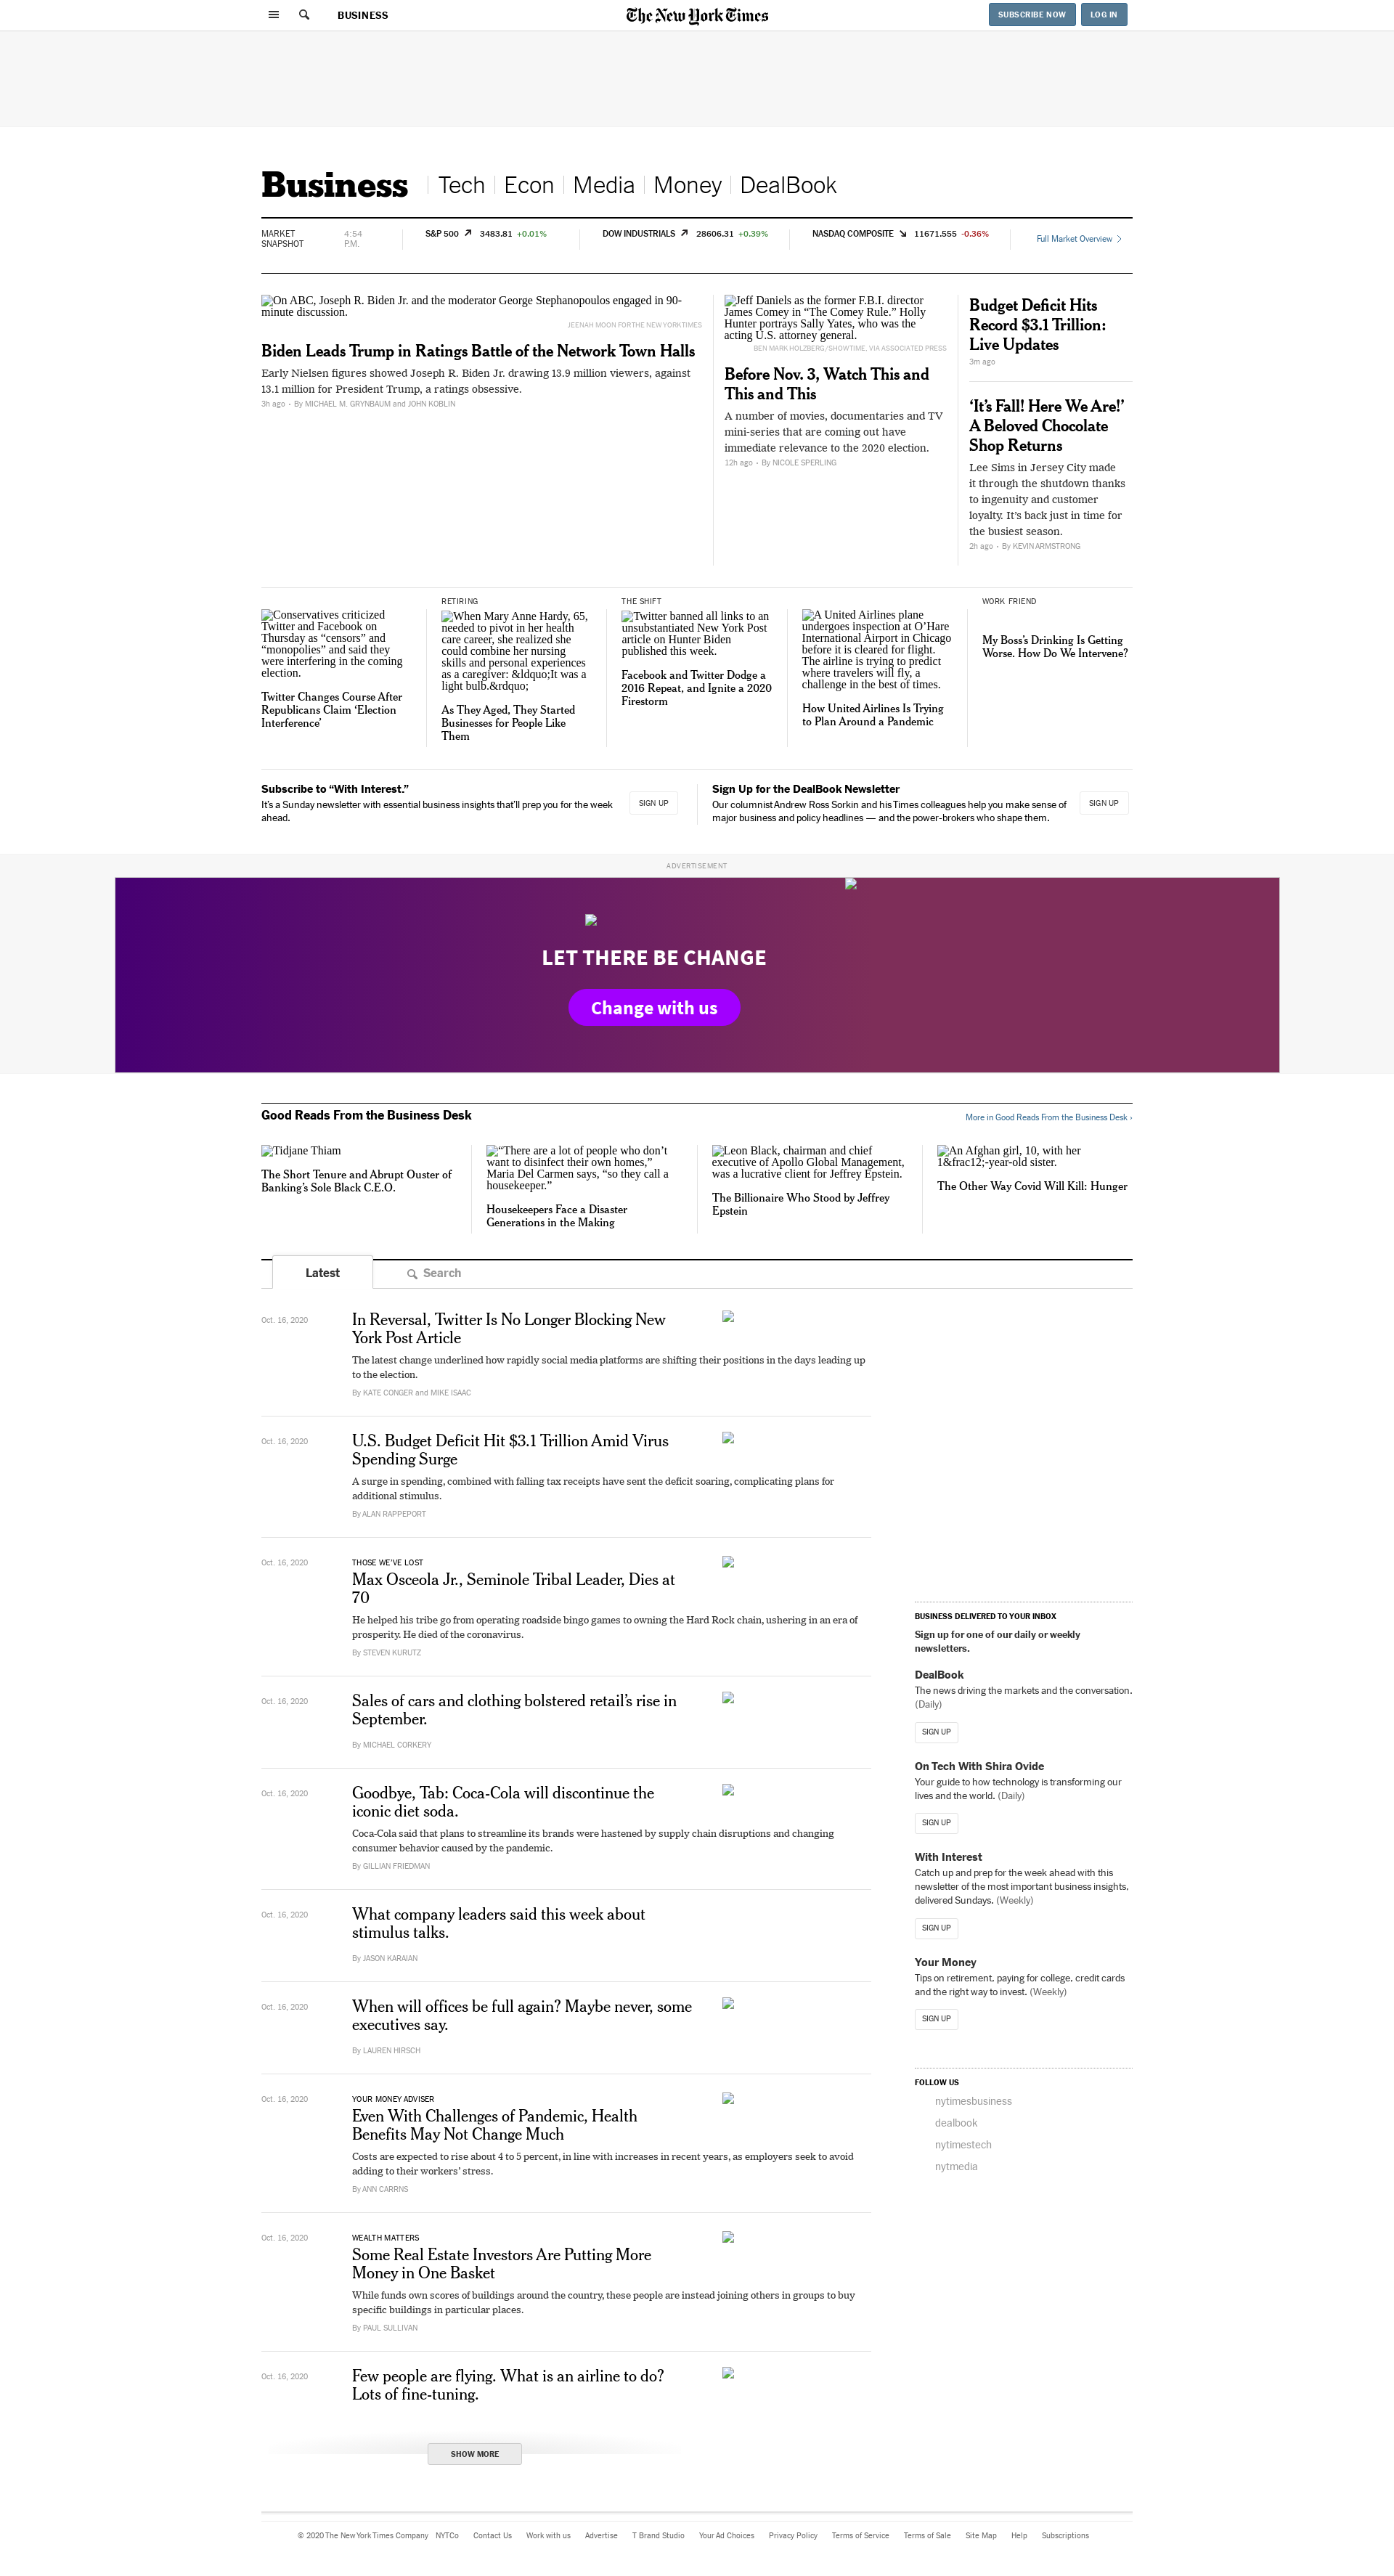 BUSINESS
The New York Times
SUBSCRIBE NOW
LOG IN
Business
Tech
Econ
Media
Money
DealBook
MARKET
SNAPSHOT
4:54
P.M.
S&P 500 3483.81 +0.01%
DOW INDUSTRIALS 28606.31 +0.39%
NASDAQ COMPOSITE 11671.555 -0.36%
Full Market Overview
On ABC, Joseph R. Biden Jr. and the moderator George Stephanopoulos engaged in 90-
minute discussion.
JEENAH MOON FOR THE NEW YORK TIMES
Biden Leads Trump in Ratings Battle of the Network Town Halls
Early Nielsen figures showed Joseph R. Biden Jr. drawing 13.9 million viewers, against
13.1 million for President Trump, a ratings obsessive.
3h ago • By MICHAEL M. GRYNBAUM and JOHN KOBLIN
Jeff Daniels as the former F.B.I. director
James Comey in “The Comey Rule.” Holly
Hunter portrays Sally Yates, who was the
acting U.S. attorney general.
BEN MARK HOLZBERG/SHOWTIME, VIA ASSOCIATED PRESS
Before Nov. 3, Watch This and
This and This
A number of movies, documentaries and TV
mini-series that are coming out have
immediate relevance to the 2020 election.
12h ago • By NICOLE SPERLING
Budget Deficit Hits
Record $3.1 Trillion:
Live Updates
3m ago
‘It’s Fall! Here We Are!’
A Beloved Chocolate
Shop Returns
Lee Sims in Jersey City made
it through the shutdown thanks
to ingenuity and customer
loyalty. It’s back just in time for
the busiest season.
2h ago • By KEVIN ARMSTRONG
Conservatives criticized
Twitter and Facebook on
Thursday as “censors” and
“monopolies” and said they
were interfering in the coming
election.
Twitter Changes Course After
Republicans Claim ‘Election
Interference’
RETIRING
When Mary Anne Hardy, 65,
needed to pivot in her health
care career, she realized she
could combine her nursing
skills and personal experiences
as a caregiver: &ldquo;It was a
light bulb.&rdquo;
As They Aged, They Started
Businesses for People Like
Them
THE SHIFT
Twitter banned all links to an
unsubstantiated New York Post
article on Hunter Biden
published this week.
Facebook and Twitter Dodge a
2016 Repeat, and Ignite a 2020
Firestorm
A United Airlines plane
undergoes inspection at O’Hare
International Airport in Chicago
before it is cleared for flight.
The airline is trying to predict
where travelers will fly, a
challenge in the best of times.
How United Airlines Is Trying
to Plan Around a Pandemic
WORK FRIEND
My Boss’s Drinking Is Getting
Worse. How Do We Intervene?
Subscribe to “With Interest.”
It’s a Sunday newsletter with essential business insights that’ll prep you for the week
ahead.
SIGN UP
Sign Up for the DealBook Newsletter
Our columnist Andrew Ross Sorkin and his Times colleagues help you make sense of
major business and policy headlines — and the power-brokers who shape them.
SIGN UP
ADVERTISEMENT
LET THERE BE CHANGE
Change with us
Good Reads From the Business Desk
More in Good Reads From the Business Desk ›
Tidjane Thiam
The Short Tenure and Abrupt Ouster of
Banking’s Sole Black C.E.O.
“There are a lot of people who don’t
want to disinfect their own homes,”
Maria Del Carmen says, “so they call a
housekeeper.”
Housekeepers Face a Disaster
Generations in the Making
Leon Black, chairman and chief
executive of Apollo Global Management,
was a lucrative client for Jeffrey Epstein.
The Billionaire Who Stood by Jeffrey
Epstein
An Afghan girl, 10, with her
1&frac12;-year-old sister.
The Other Way Covid Will Kill: Hunger
Latest
Search
Oct. 16, 2020
In Reversal, Twitter Is No Longer Blocking New
York Post Article
The latest change underlined how rapidly social media platforms are shifting their positions in the days leading up
to the election.
By KATE CONGER and MIKE ISAAC
Oct. 16, 2020
U.S. Budget Deficit Hit $3.1 Trillion Amid Virus
Spending Surge
A surge in spending, combined with falling tax receipts have sent the deficit soaring, complicating plans for
additional stimulus.
By ALAN RAPPEPORT
Oct. 16, 2020
THOSE WE’VE LOST
Max Osceola Jr., Seminole Tribal Leader, Dies at
70
He helped his tribe go from operating roadside bingo games to owning the Hard Rock chain, ushering in an era of
prosperity. He died of the coronavirus.
By STEVEN KURUTZ
Oct. 16, 2020
Sales of cars and clothing bolstered retail’s rise in
September.
By MICHAEL CORKERY
Oct. 16, 2020
Goodbye, Tab: Coca-Cola will discontinue the
iconic diet soda.
Coca-Cola said that plans to streamline its brands were hastened by supply chain disruptions and changing
consumer behavior caused by the pandemic.
By GILLIAN FRIEDMAN
Oct. 16, 2020
What company leaders said this week about
stimulus talks.
By JASON KARAIAN
Oct. 16, 2020
When will offices be full again? Maybe never, some
executives say.
By LAUREN HIRSCH
Oct. 16, 2020
YOUR MONEY ADVISER
Even With Challenges of Pandemic, Health
Benefits May Not Change Much
Costs are expected to rise about 4 to 5 percent, in line with increases in recent years, as employers seek to avoid
adding to their workers’ stress.
By ANN CARRNS
Oct. 16, 2020
WEALTH MATTERS
Some Real Estate Investors Are Putting More
Money in One Basket
While funds own scores of buildings around the country, these people are instead joining others in groups to buy
specific buildings in particular places.
By PAUL SULLIVAN
Oct. 16, 2020
Few people are flying. What is an airline to do?
Lots of fine-tuning.
SHOW MORE
BUSINESS DELIVERED TO YOUR INBOX
Sign up for one of our daily or weekly
newsletters.
DealBook
The news driving the markets and the conversation.
(Daily)
SIGN UP
On Tech With Shira Ovide
Your guide to how technology is transforming our
lives and the world. (Daily)
SIGN UP
With Interest
Catch up and prep for the week ahead with this
newsletter of the most important business insights,
delivered Sundays. (Weekly)
SIGN UP
Your Money
Tips on retirement, paying for college, credit cards
and the right way to invest. (Weekly)
SIGN UP
FOLLOW US
nytimesbusiness
dealbook
nytimestech
nytmedia
© 2020 The New York Times Company NYTCo Contact Us Work with us Advertise T Brand Studio Your Ad Choices Privacy Policy Terms of Service Terms of Sale Site Map Help Subscriptions